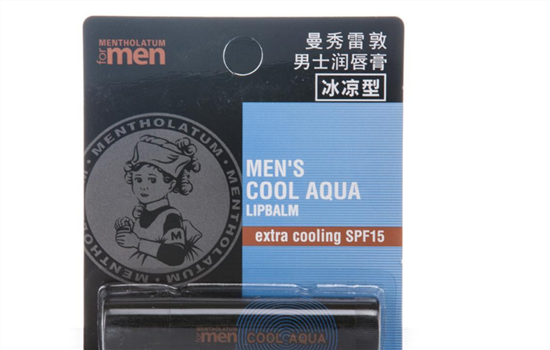 MENTHOLATUM
for men
曼秀雷敦
男士润唇膏
冰凉型
MENTHOLATUM · MENTHOLATUM · MENTHOLATUM ·
M
MEN'S
COOL AQUA
LIPBALM
extra cooling SPF15
MENTHOLATUM
for men
COOL AQUA